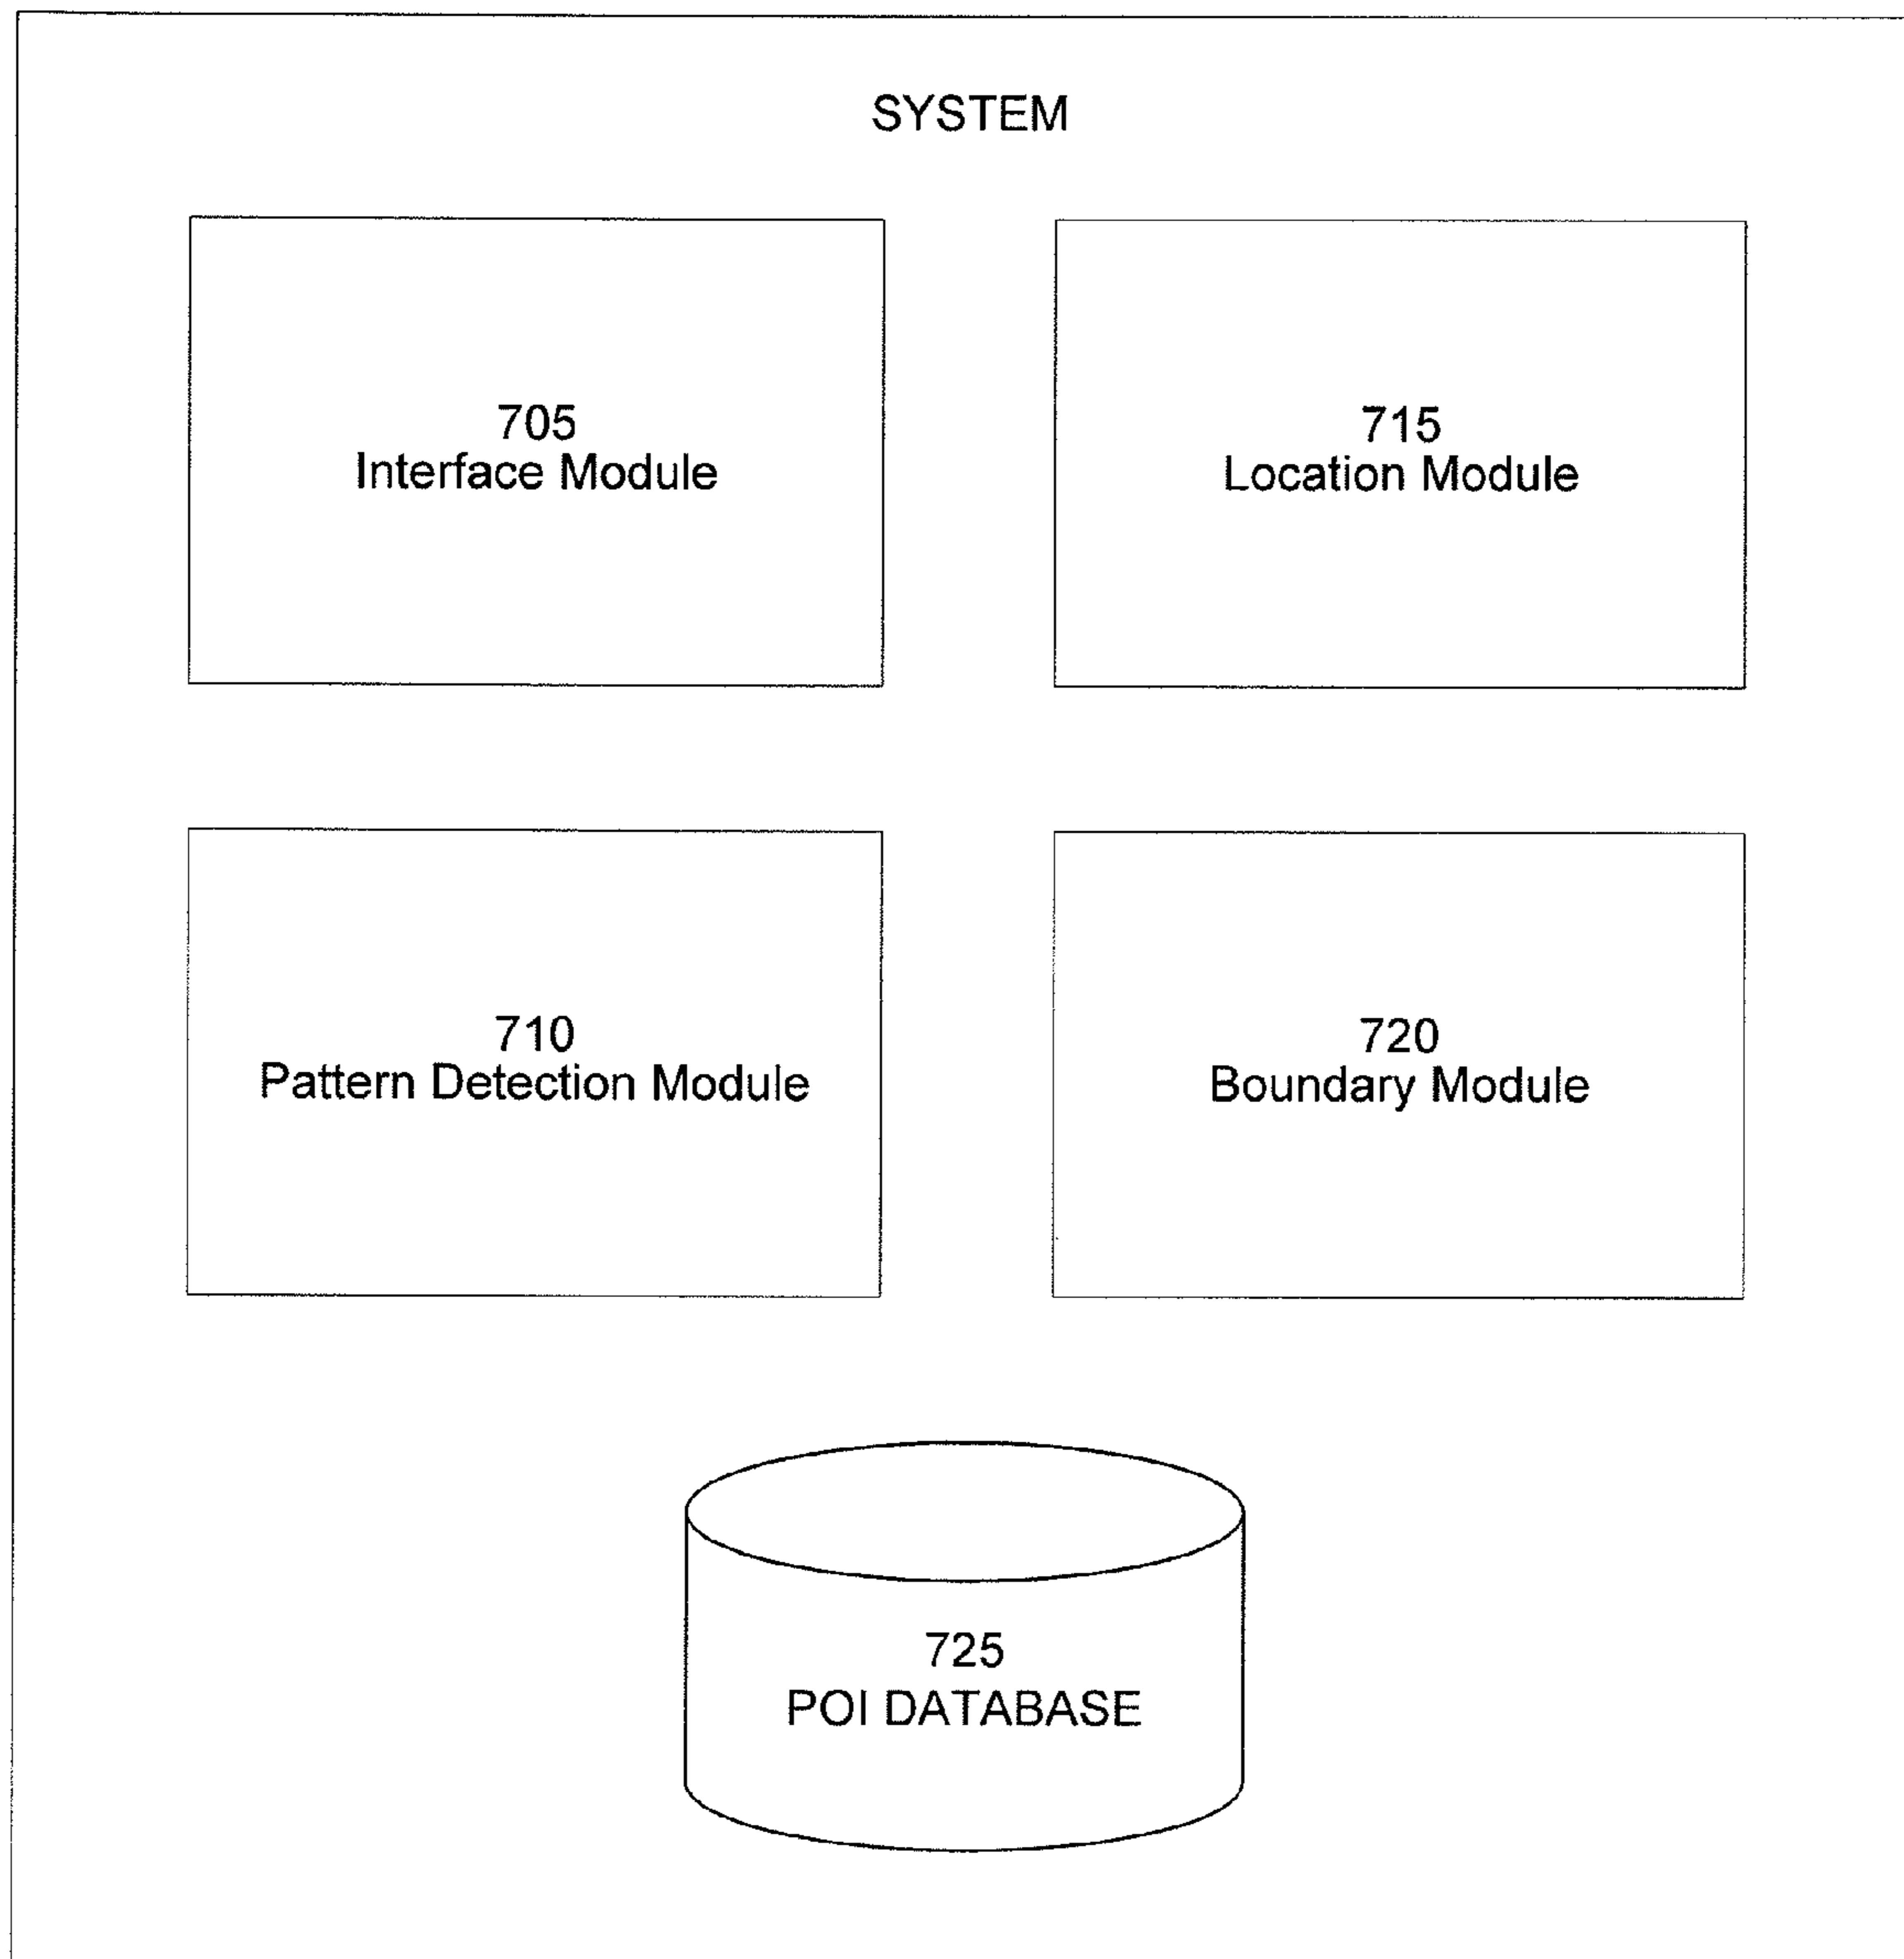 SYSTEM
705
Interface Module
715
Location Module
710
Pattern Detection Module
720
Boundary Module
725
POI DATABASE